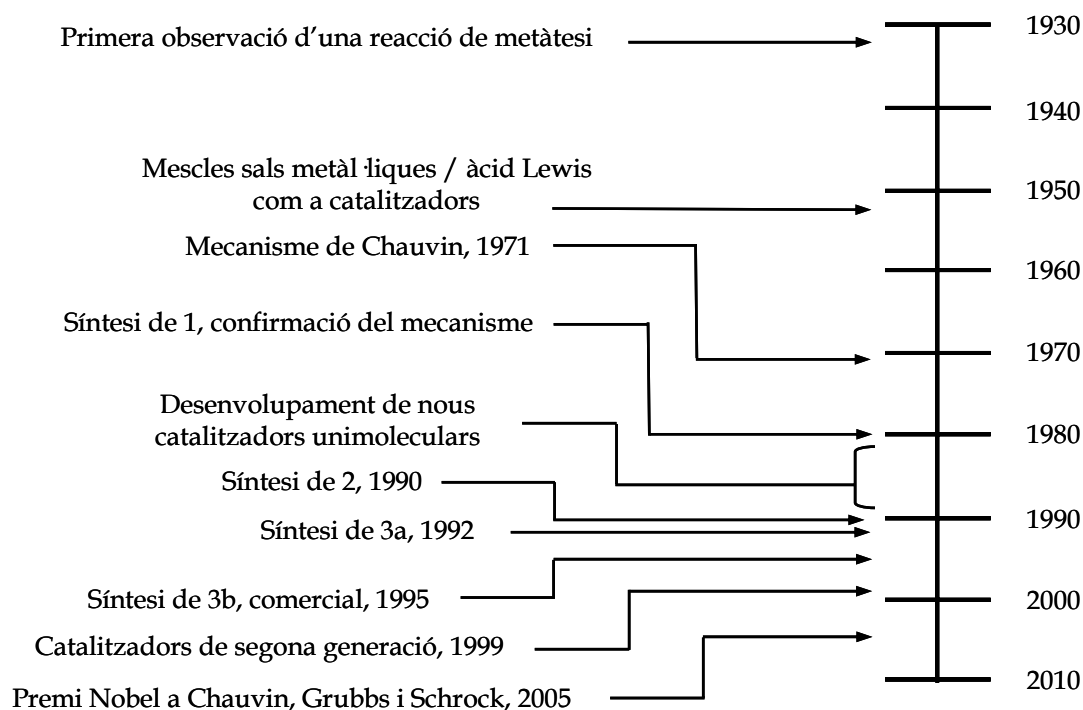 Primera observació d'una reacció de metàtesi
1930
1940
Mescles sals metàl·liques / àcid Lewis
com a catalitzadors
1950
Mecanisme de Chauvin, 1971
1960
Síntesi de 1, confirmació del mecanisme
1970
Desenvolupament de nous
catalitzadors unimoleculars
1980
Síntesi de 2, 1990
Síntesi de 3a, 1992
1990
Síntesi de 3b, comercial, 1995
2000
Catalitzadors de segona generació, 1999
Premi Nobel a Chauvin, Grubbs i Schrock, 2005
2010